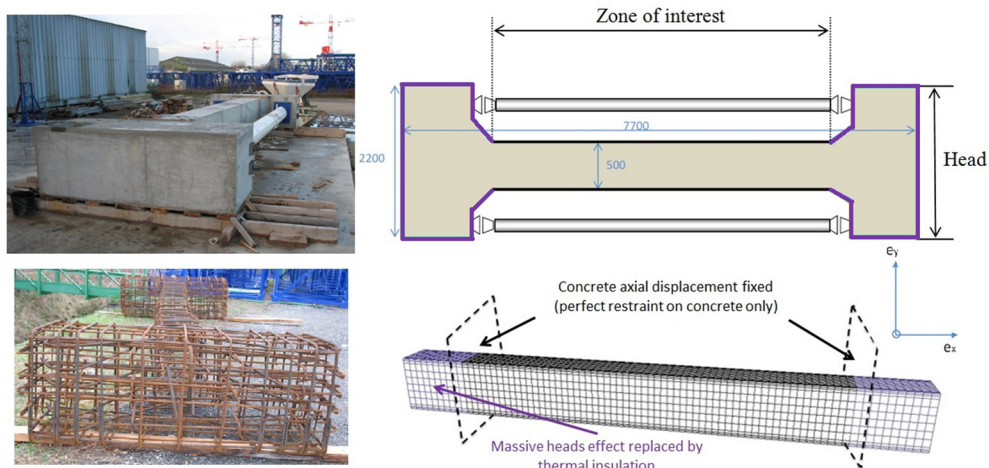 Zone of interest
7700
2200
500
Head
ey
ex
Concrete axial displacement fixed
(perfect restraint on concrete only)
Massive heads effect replaced by
thermal insulation